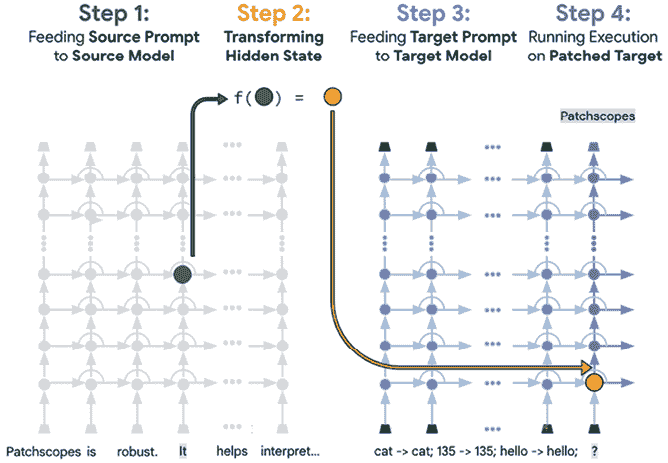 Step 1:
Feeding Source Prompt
to Source Model
Step 2:
Transforming
Hidden State
Step 3:
Feeding Target Prompt
to Target Model
Step 4:
Running Execution
on Patched Target
f( ) =
Patchscopes
Patchscopes is robust. It helps interpret...
cat -> cat; 135 -> 135; hello -> hello; ?